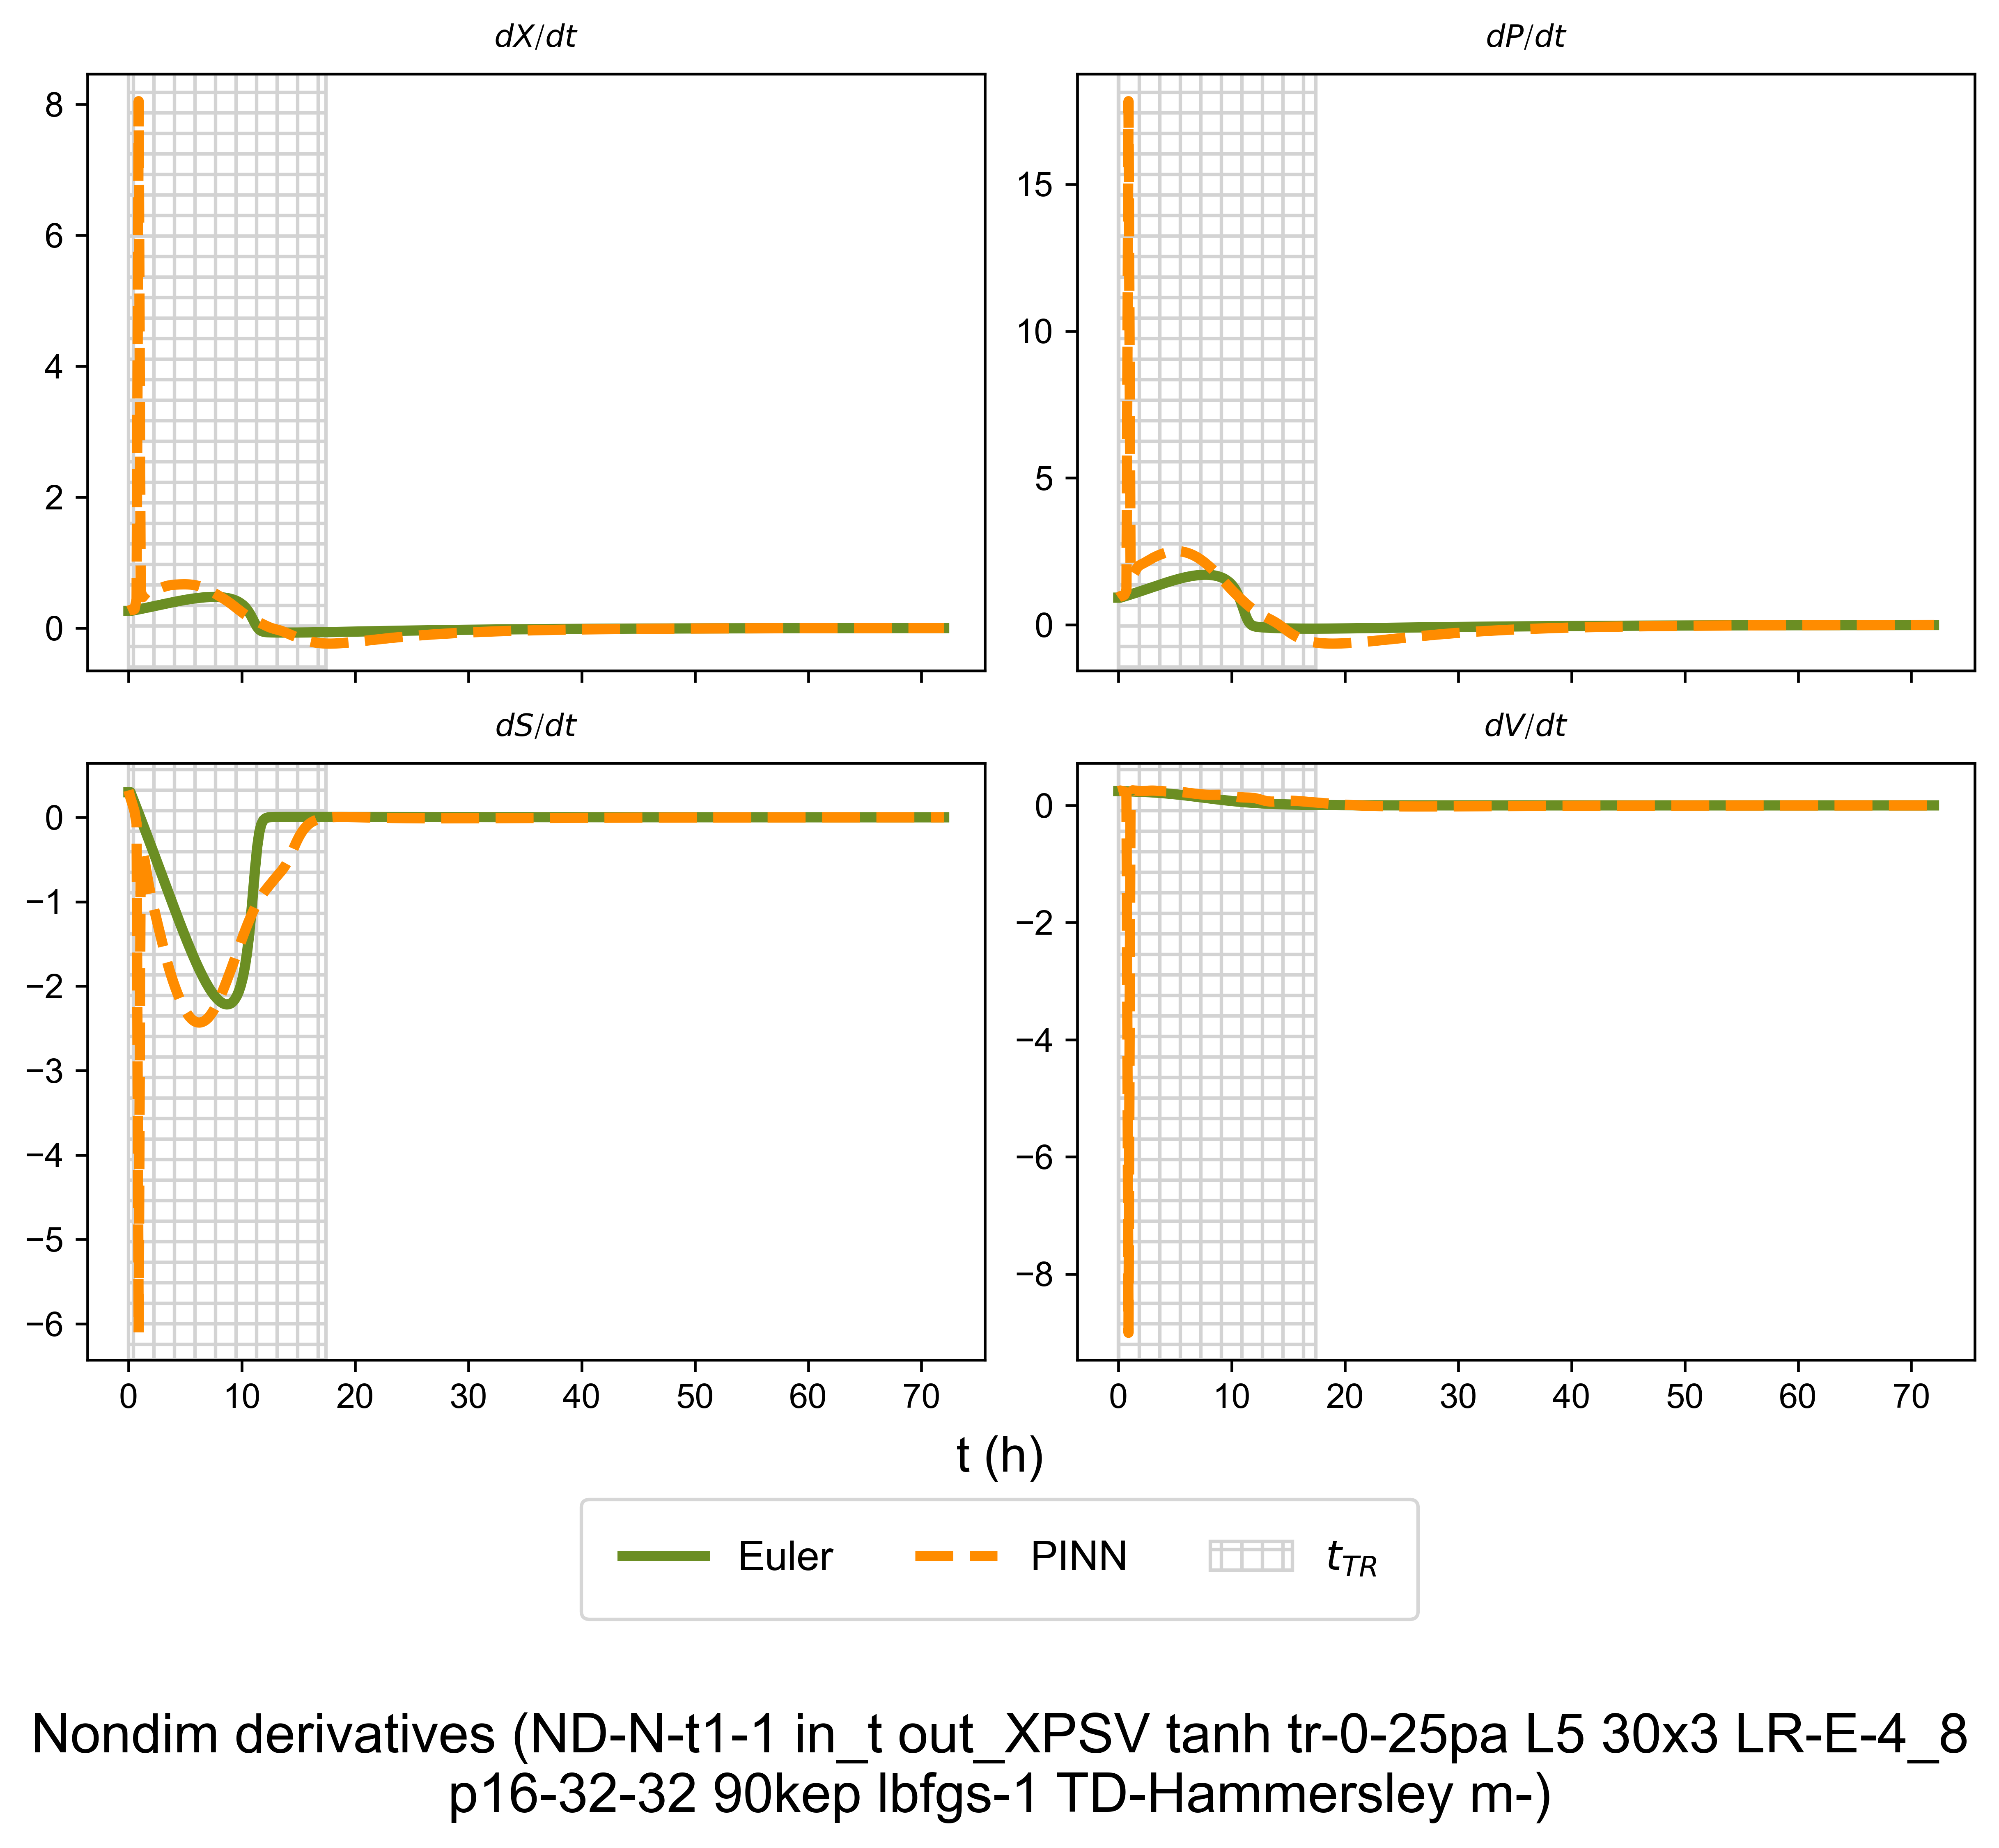 dX/dt
dP/dt
8
6
4
2
0
15
10
5
0
dS/dt
dV/dt
0
−1
−2
−3
−4
−5
−6
0
−2
−4
−6
−8
0 10 20 30 40 50 60 70
0 10 20 30 40 50 60 70
t (h)
Euler PINN t_TR
Nondim derivatives (ND-N-t1-1 in_t out_XPSV tanh tr-0-25pa L5 30x3 LR-E-4_8
p16-32-32 90kep lbfgs-1 TD-Hammersley m-)